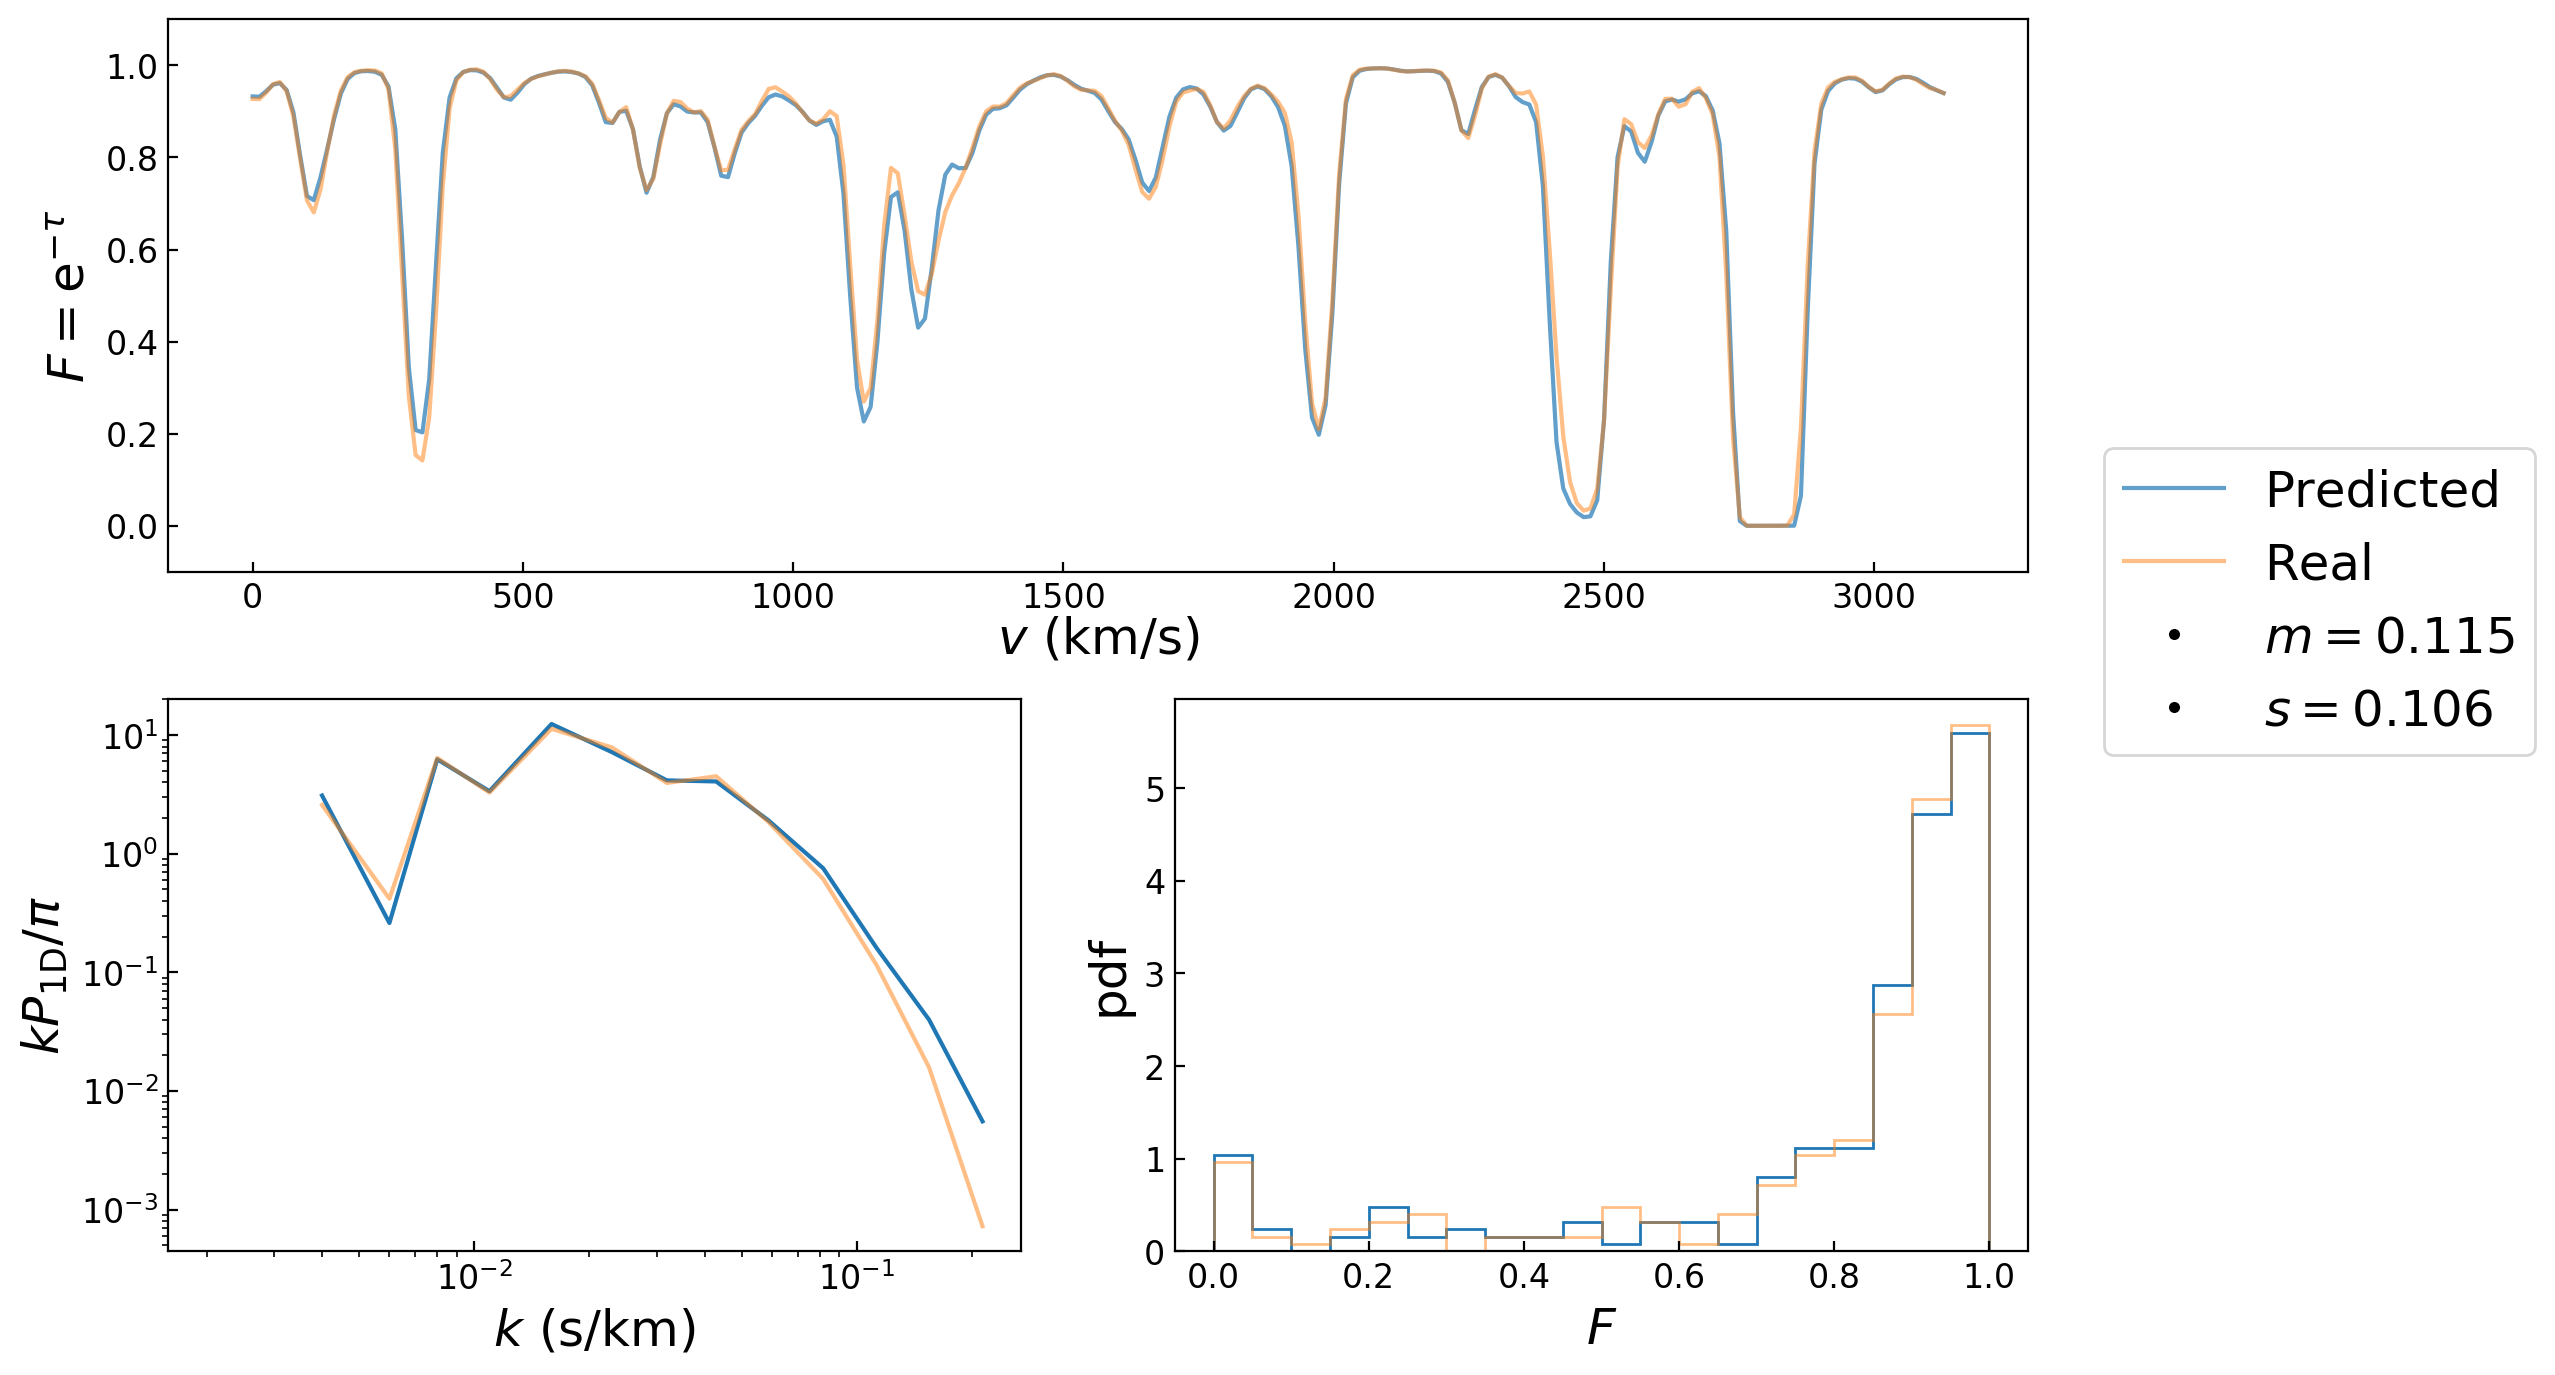 1.0
0.8
0.6
0.4
0.2
0.0
F = e^{-τ}
0 500 1000 1500 2000 2500 3000
v (km/s)
Predicted
Real
m = 0.115
s = 0.106
10^1
10^0
10^{-1}
10^{-2}
10^{-3}
kP_{1D}/π
10^{-2} 10^{-1}
k (s/km)
5
4
3
2
1
0
pdf
0.0 0.2 0.4 0.6 0.8 1.0
F